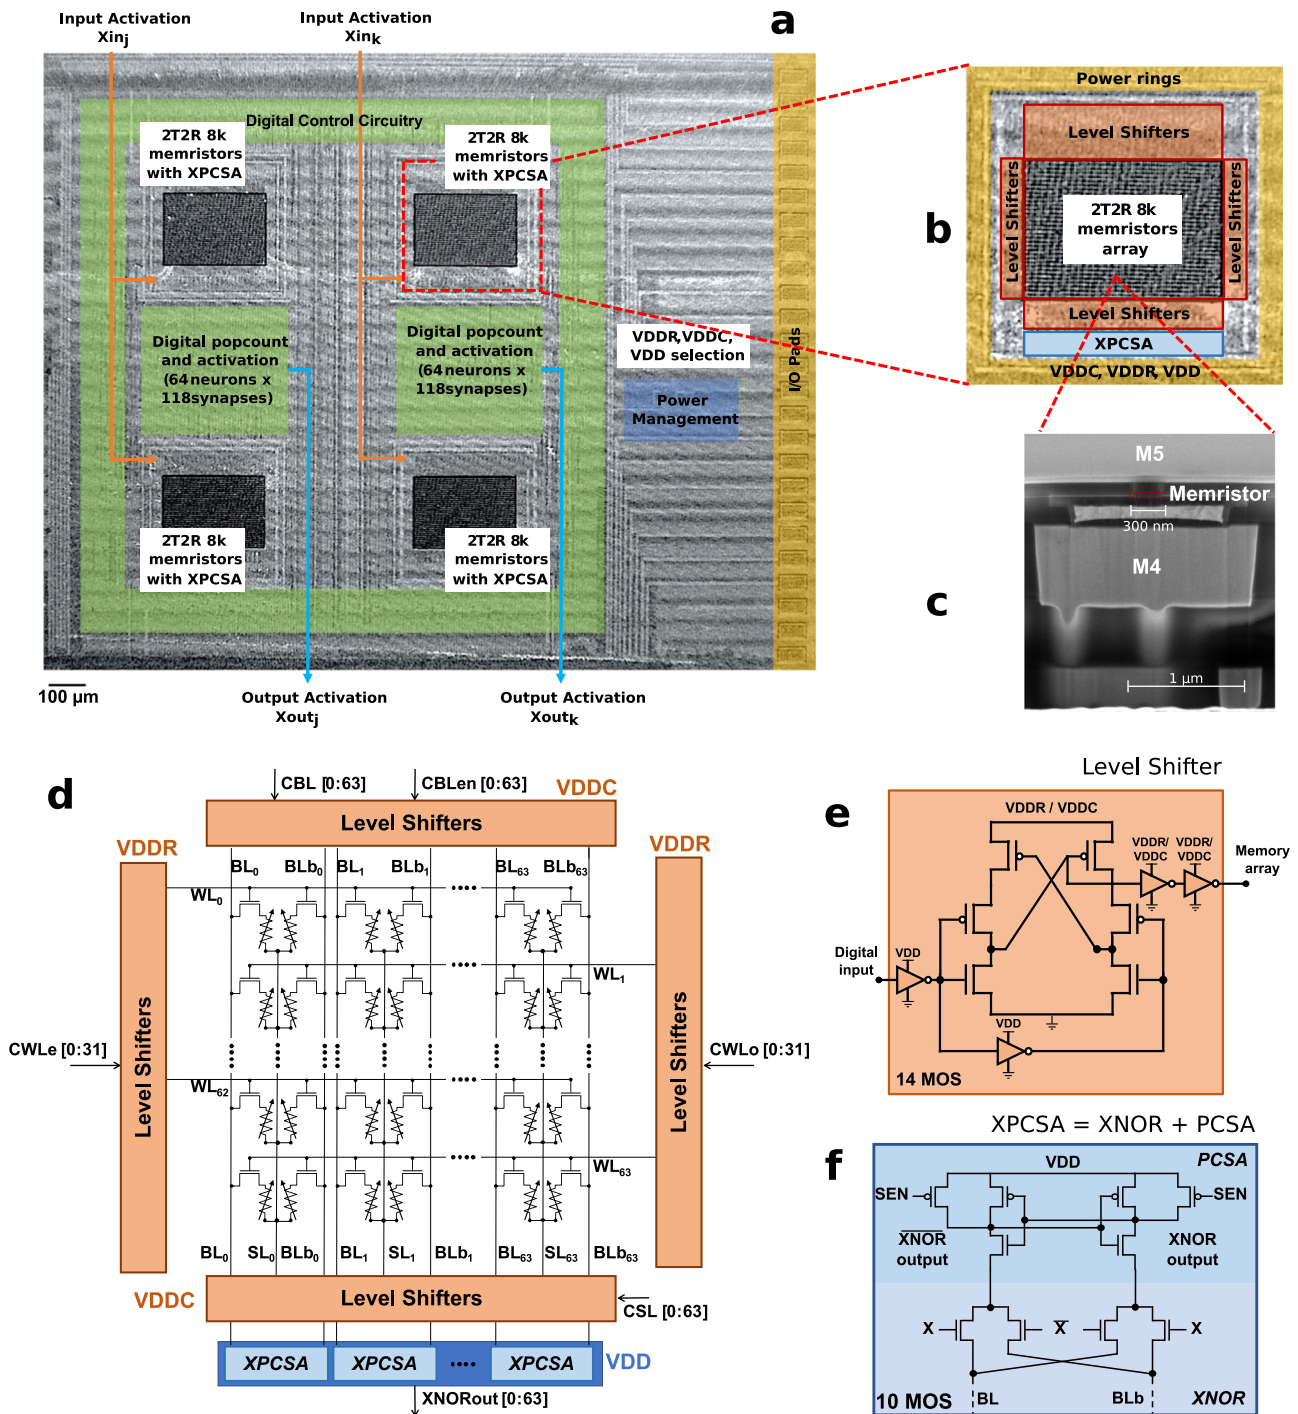 Input Activation
Xinj
Input Activation
Xink
a
Digital Control Circuitry
2T2R 8k
memristors
with XPCSA
2T2R 8k
memristors
with XPCSA
Digital popcount
and activation
(64neurons x
118synapses)
Digital popcount
and activation
(64neurons x
118synapses)
VDDR,VDDC,
VDD selection
Power
Management
I/O Pads
2T2R 8k
memristors
with XPCSA
2T2R 8k
memristors
with XPCSA
100 µm
Output Activation
Xoutj
Output Activation
Xoutk
b
Power rings
Level Shifters
Level Shifters
2T2R 8k
memristors
array
Level Shifters
Level Shifters
XPCSA
VDDC, VDDR, VDD
c
M5
Memristor
300 nm
M4
1 µm
d
CBL [0:63]
CBLen [0:63]
VDDC
Level Shifters
VDDR
VDDR
BL0
BLb0
BL1
BLb1
BL63
BLb63
WL0
WL1
Level Shifters
Level Shifters
CWLe [0:31]
CWLo [0:31]
WL62
WL63
BL0
SL0
BLb0
BL1
SL1
BLb1
BL63
SL63
BLb63
VDDC
Level Shifters
CSL [0:63]
XPCSA
XPCSA
XPCSA
VDD
XNORout [0:63]
Level Shifter
e
VDDR / VDDC
VDDR/
VDDC
VDDR/
VDDC
Memory
array
Digital
input
VDD
VDD
14 MOS
XPCSA = XNOR + PCSA
f
VDD
PCSA
SEN
SEN
X̅N̅O̅R̅
output
XNOR
output
X
X̅
X
BL
BLb
10 MOS
XNOR